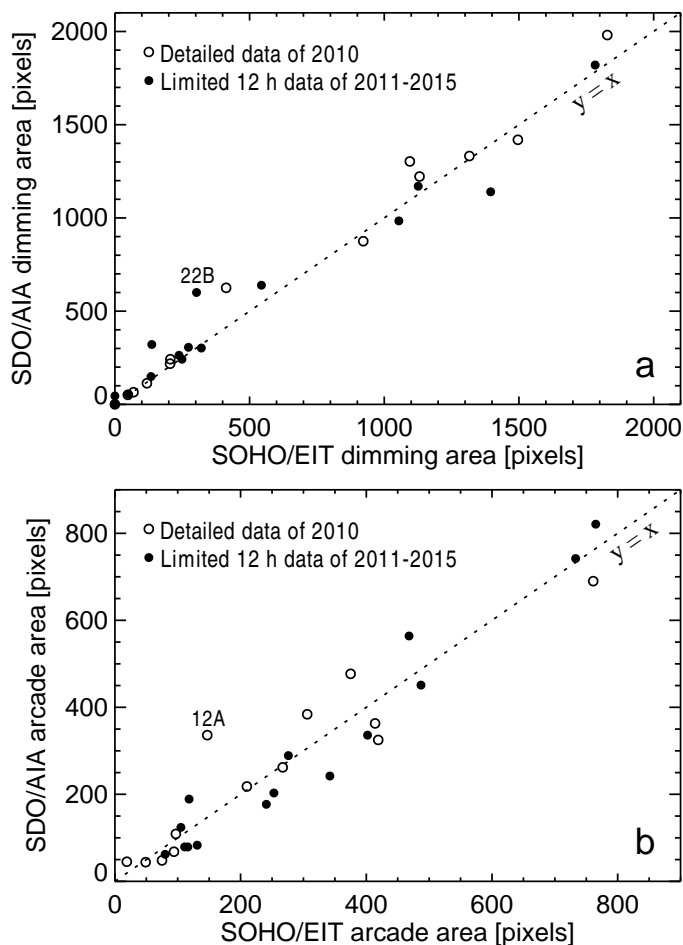 2000
1500
1000
500
0
SDO/AIA dimming area [pixels]
Detailed data of 2010
Limited 12 h data of 2011-2015
y = x
22B
a
0 500 1000 1500 2000
SOHO/EIT dimming area [pixels]
800
600
400
200
0
SDO/AIA arcade area [pixels]
Detailed data of 2010
Limited 12 h data of 2011-2015
y = x
12A
b
0 200 400 600 800
SOHO/EIT arcade area [pixels]